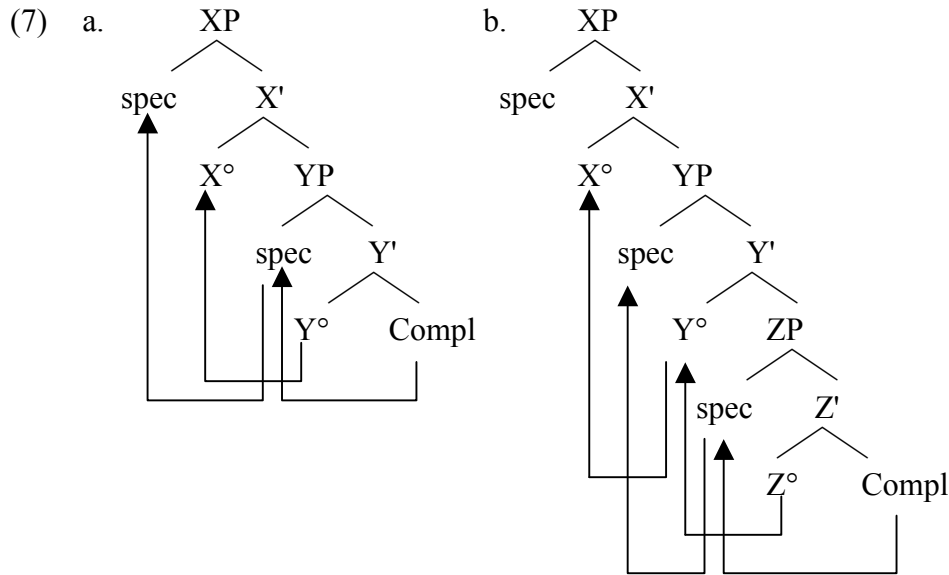 (7) a. XP b. XP
spec X' spec X'
X° YP X° YP
spec Y' spec Y'
Y° Compl Y° ZP
spec Z'
Z° Compl